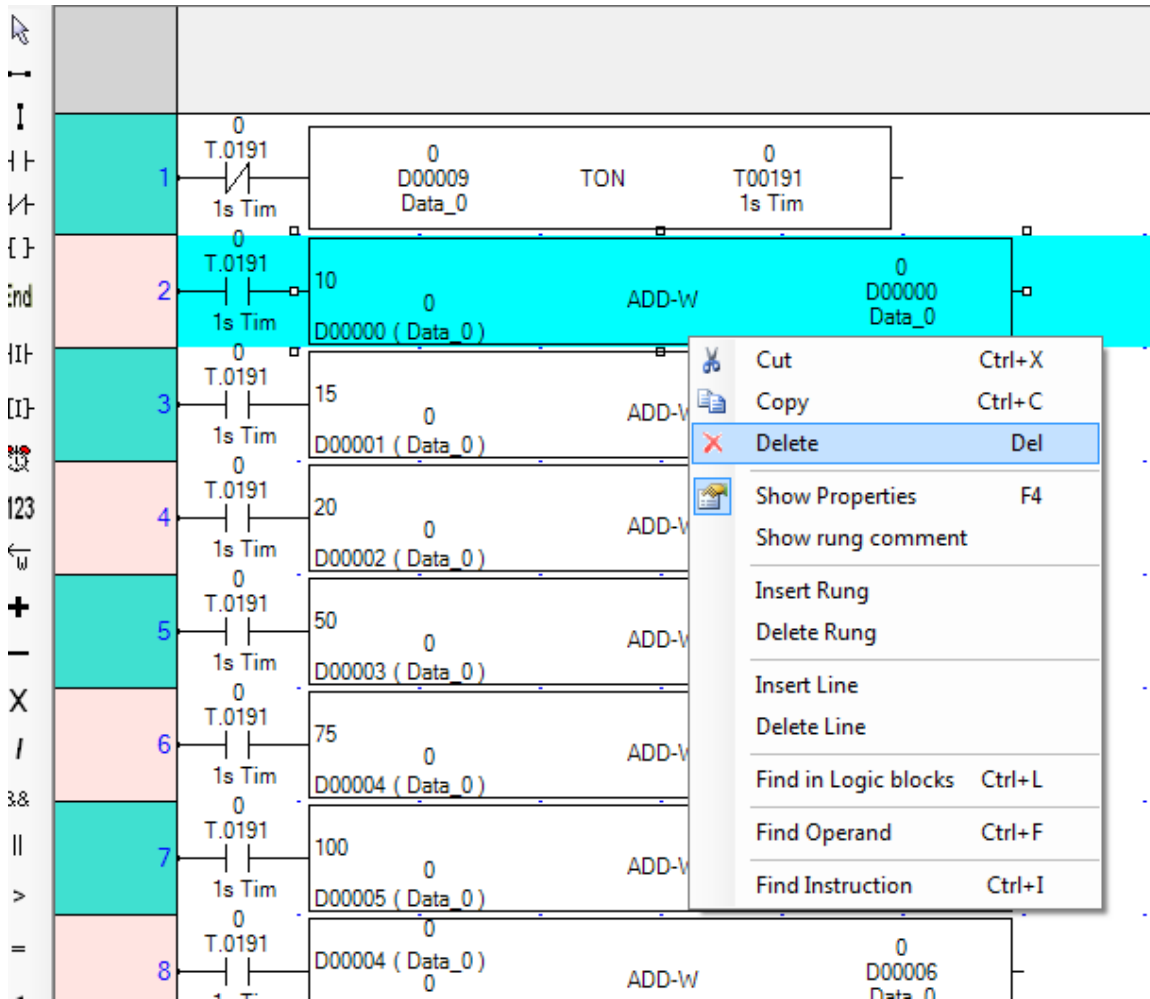 0
T.0191
1s Tim
1
0
D00009
Data_0
TON
0
T00191
1s Tim
0
T.0191
1s Tim
2
10
0
D00000 ( Data_0 )
ADD-W
0
D00000
Data_0
0
T.0191
1s Tim
3
15
0
D00001 ( Data_0 )
0
T.0191
1s Tim
4
20
0
D00002 ( Data_0 )
0
T.0191
1s Tim
5
50
0
D00003 ( Data_0 )
0
T.0191
1s Tim
6
75
0
D00004 ( Data_0 )
0
T.0191
1s Tim
7
100
0
D00005 ( Data_0 )
0
T.0191
8
0
D00004 ( Data_0 )
0
ADD-W
0
D00006
Data_0
Cut Ctrl+X
Copy Ctrl+C
Delete Del
Show Properties F4
Show rung comment
Insert Rung
Delete Rung
Insert Line
Delete Line
Find in Logic blocks Ctrl+L
Find Operand Ctrl+F
Find Instruction Ctrl+I
End
123